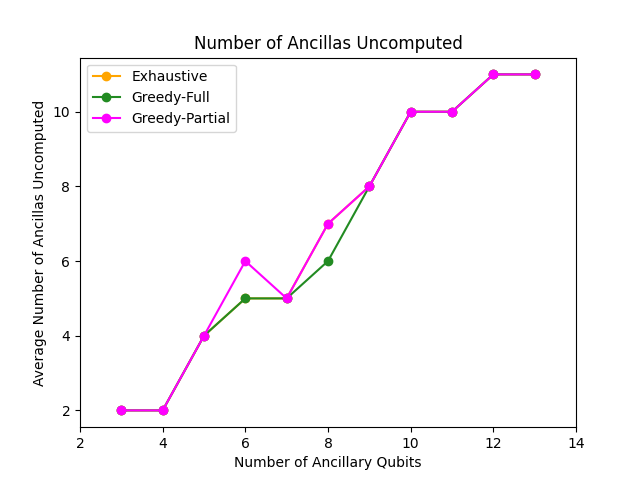 Number of Ancillas Uncomputed
Exhaustive
Greedy-Full
Greedy-Partial
Average Number of Ancillas Uncomputed
10
8
6
4
2
2 4 6 8 10 12 14
Number of Ancillary Qubits